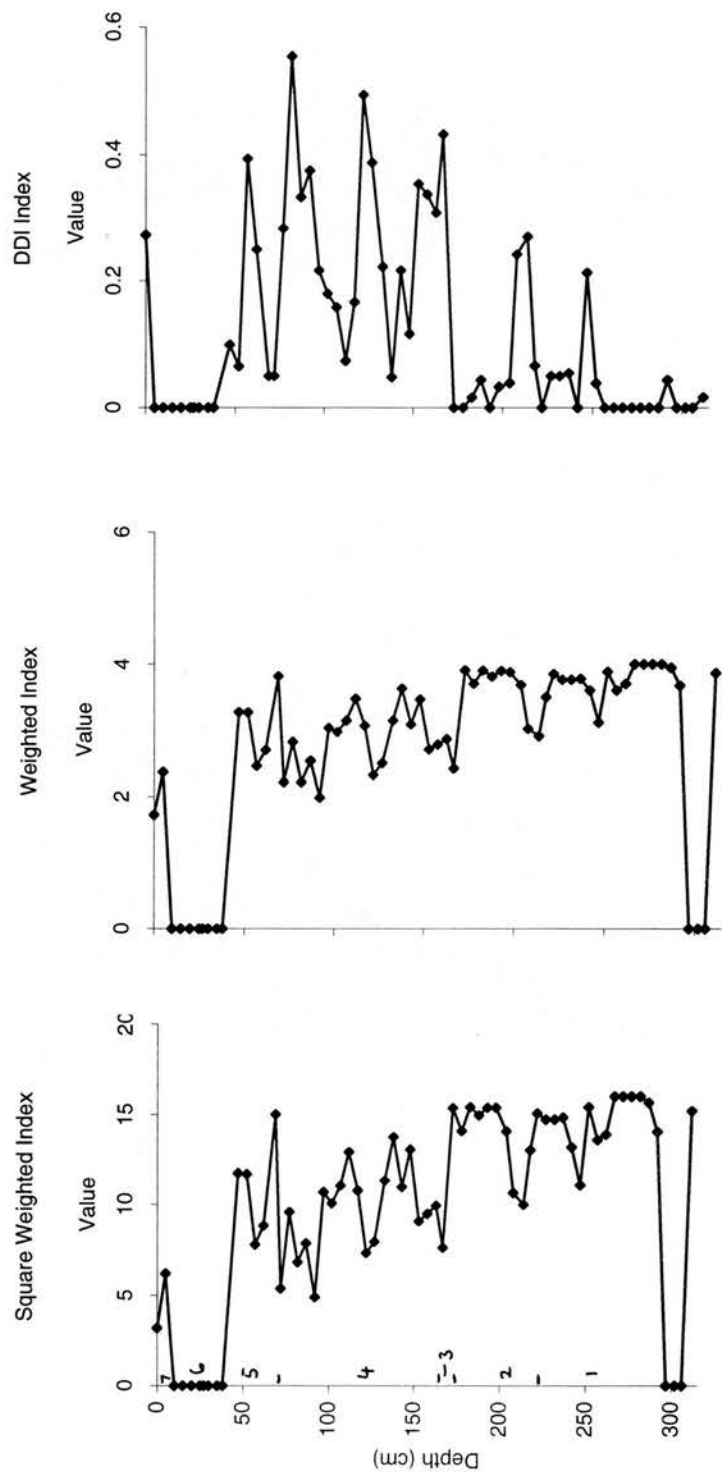 Square Weighted Index
Value
0 5 10 15 20
Depth (cm)
0
50
100
150
200
250
300
7
6
5
-
4
-
-3
-
2
-
1
Weighted Index
Value
0 2 4 6
DDI Index
Value
0 0.2 0.4 0.6